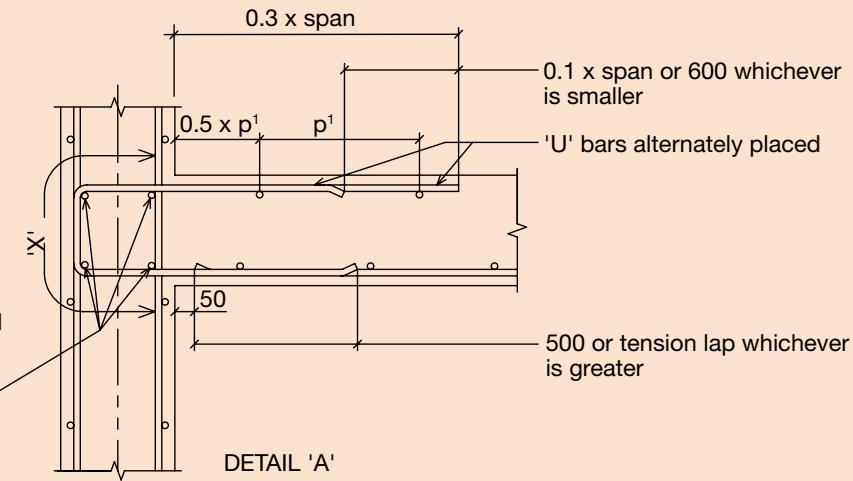 0.3 x span
0.1 x span or 600 whichever
is smaller
0.5 x p¹
p¹
'U' bars alternately placed
'X'
50
500 or tension lap whichever
is greater
DETAIL 'A'